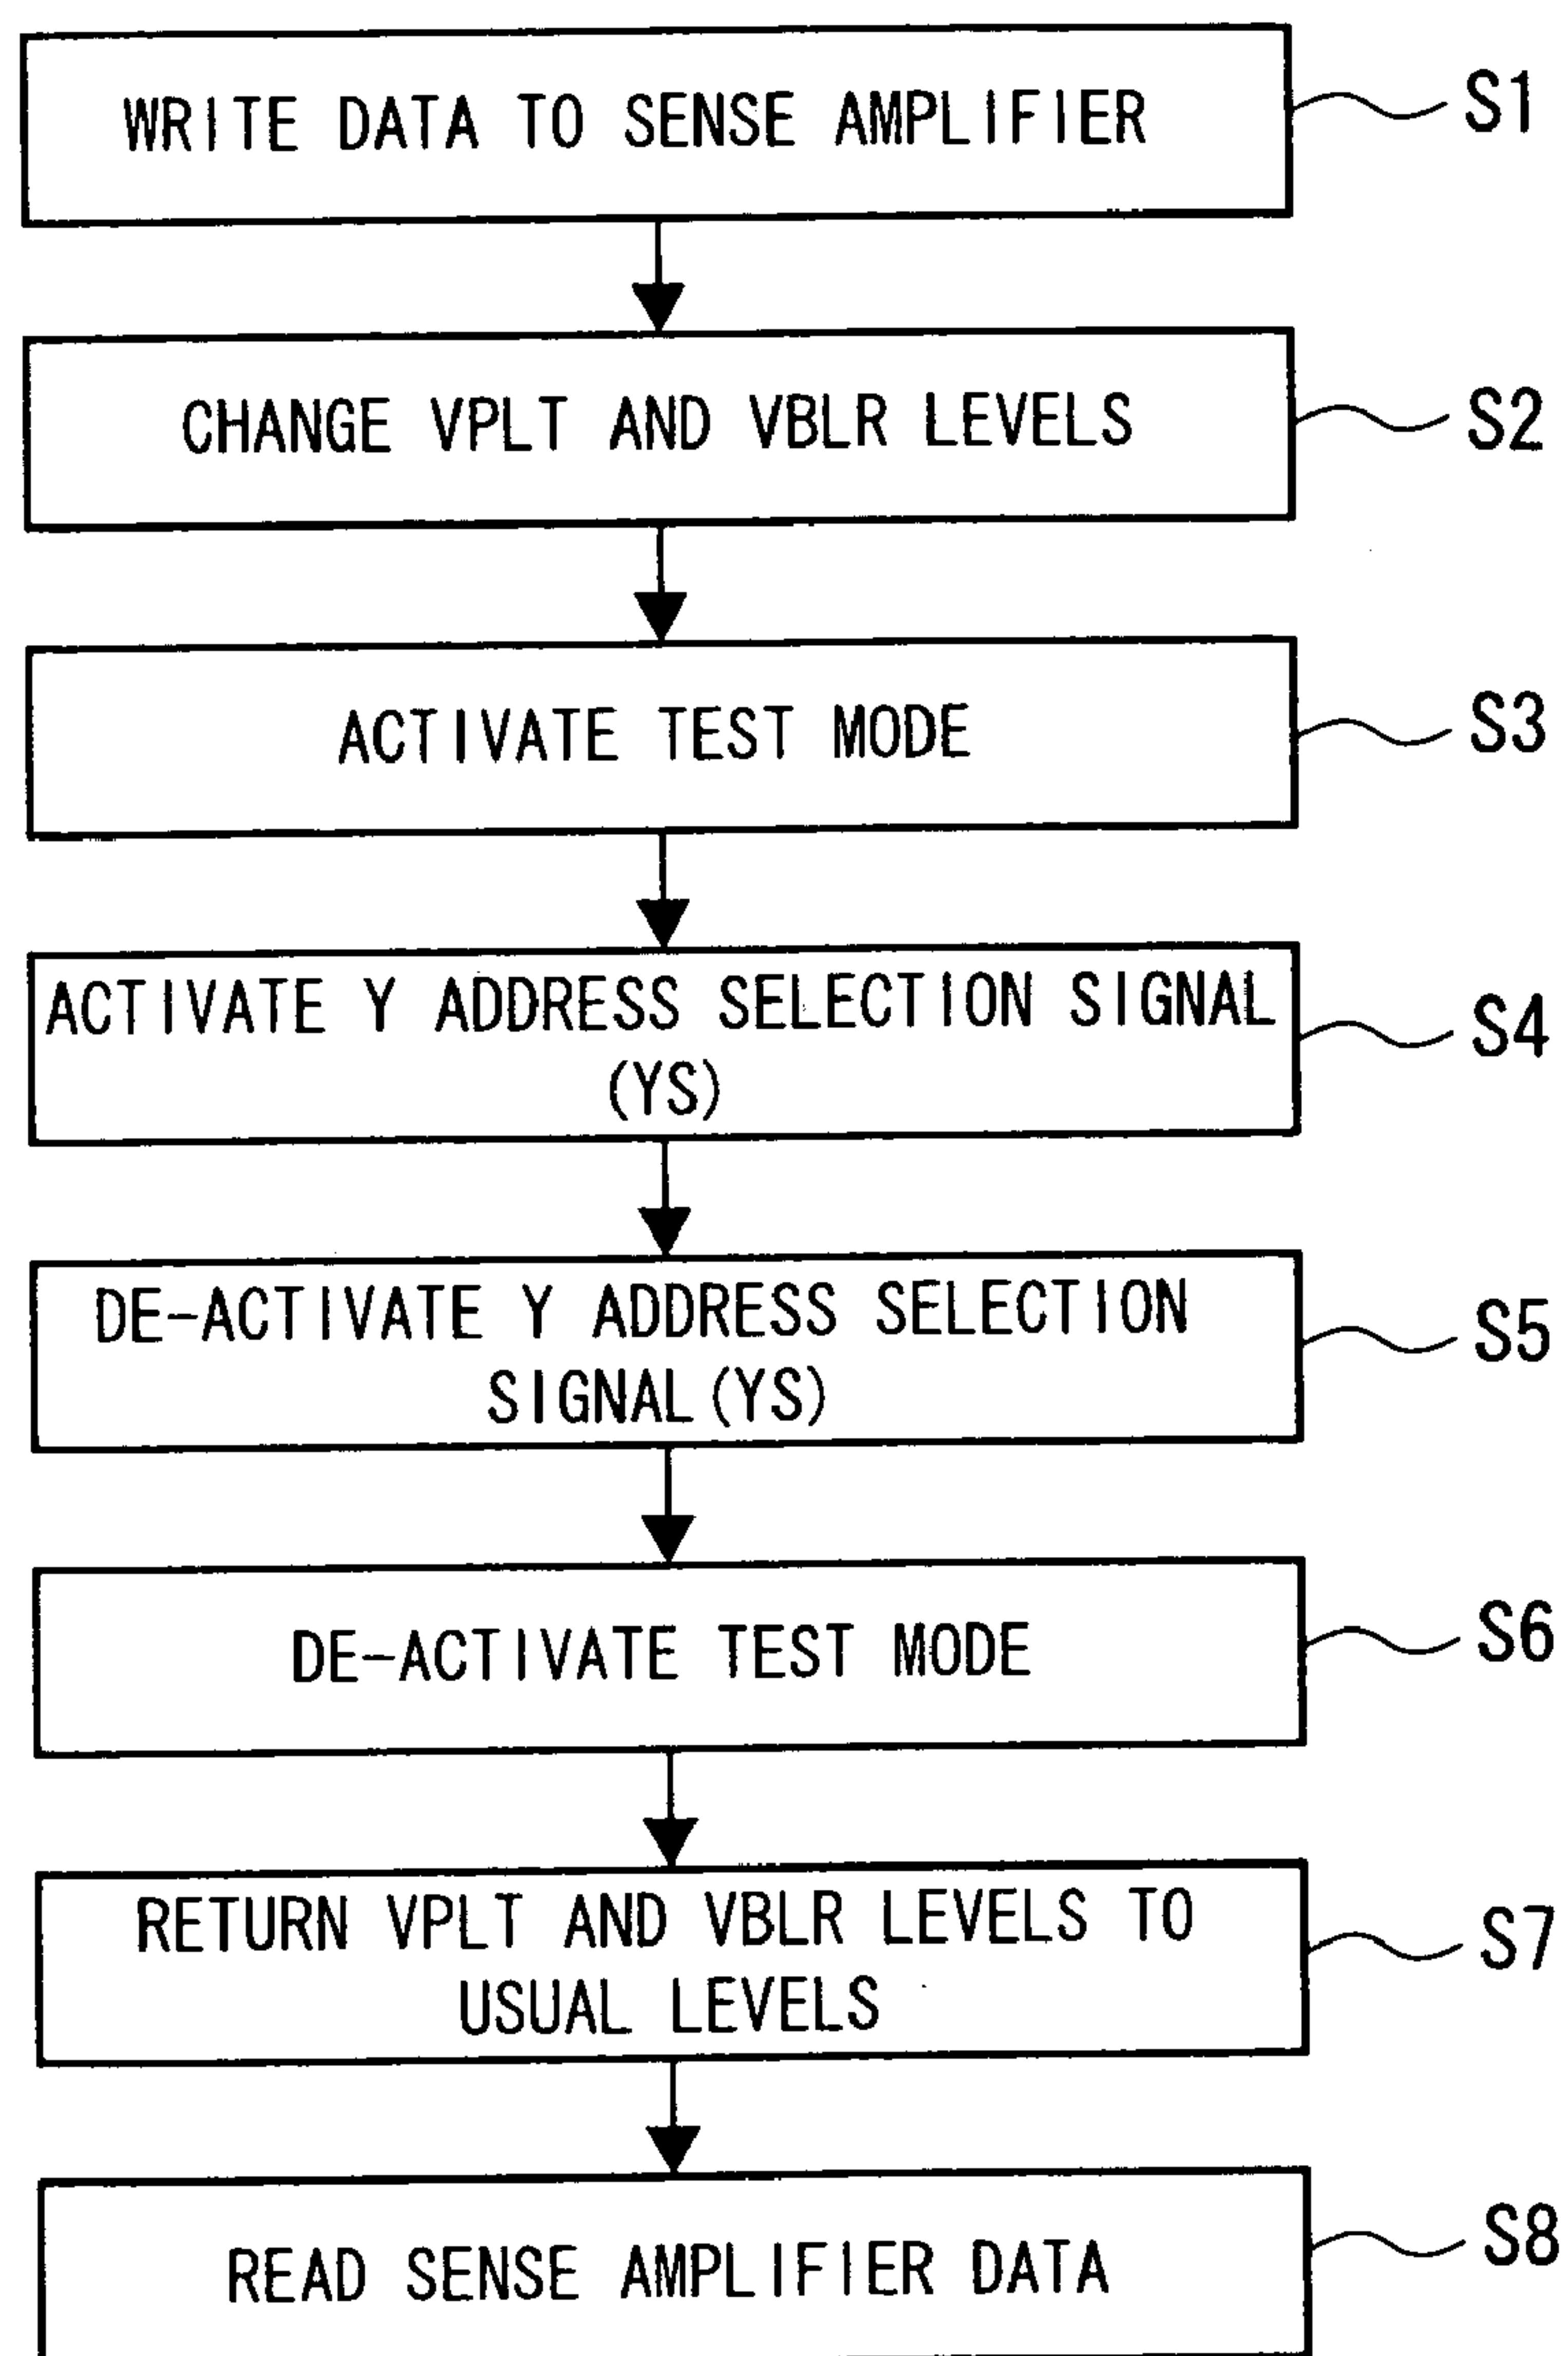 WRITE DATA TO SENSE AMPLIFIER S1
CHANGE VPLT AND VBLR LEVELS S2
ACTIVATE TEST MODE S3
ACTIVATE Y ADDRESS SELECTION SIGNAL S4
(YS)
DE-ACTIVATE Y ADDRESS SELECTION S5
SIGNAL(YS)
DE-ACTIVATE TEST MODE S6
RETURN VPLT AND VBLR LEVELS TO S7
USUAL LEVELS
READ SENSE AMPLIFIER DATA S8